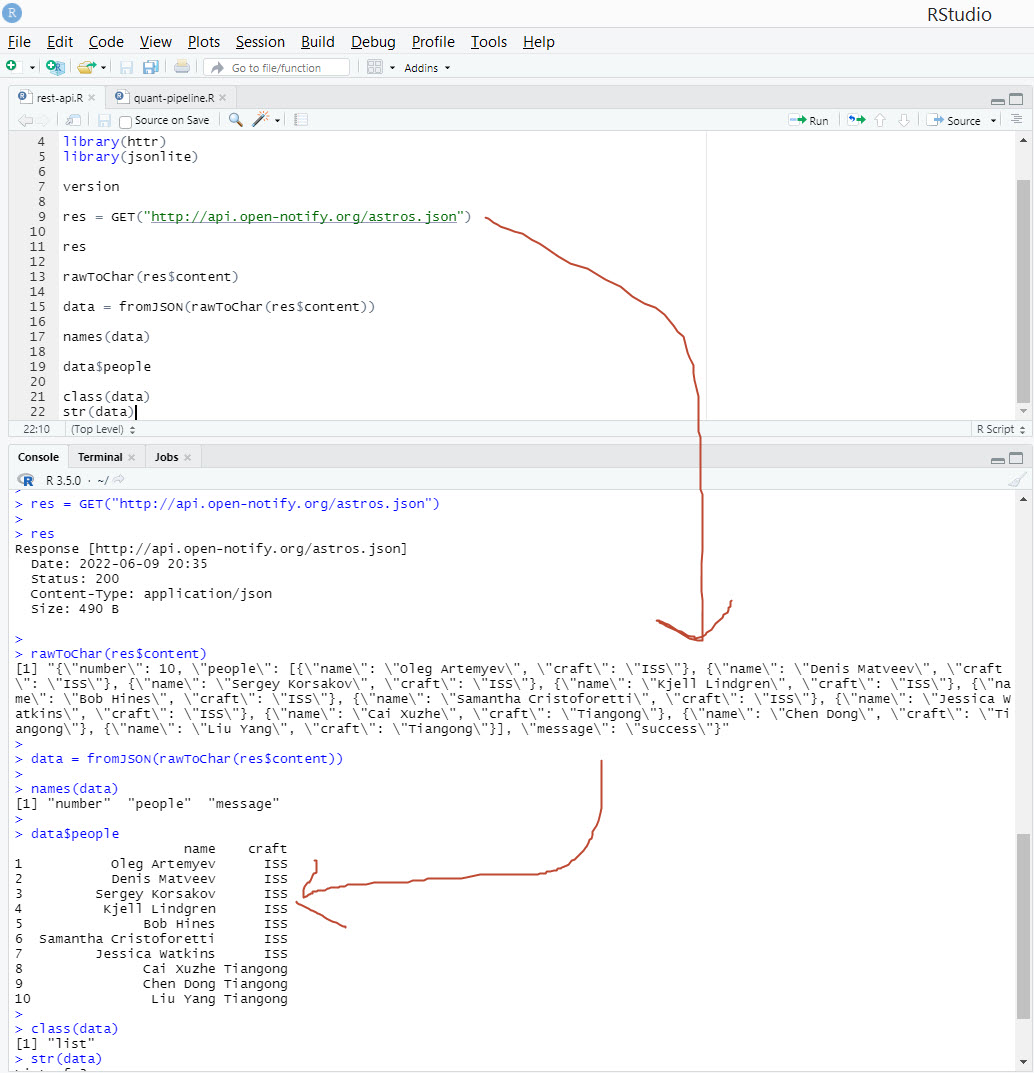 R
RStudio
File Edit Code View Plots Session Build Debug Profile Tools Help
Go to file/function Addins
rest-api.R quant-pipeline.R
Source on Save Run Source
4 library(httr)
5 library(jsonlite)
6
7 version
8
9 res = GET("http://api.open-notify.org/astros.json")
10
11 res
12
13 rawToChar(res$content)
14
15 data = fromJSON(rawToChar(res$content))
16
17 names(data)
18
19 data$people
20
21 class(data)
22 str(data)
22:10 (Top Level) R Script
Console Terminal Jobs
R R 3.5.0 · ~/
>
> res = GET("http://api.open-notify.org/astros.json")
>
> res
Response [http://api.open-notify.org/astros.json]
  Date: 2022-06-09 20:35
  Status: 200
  Content-Type: application/json
  Size: 490 B
>
> rawToChar(res$content)
[1] "{\"number\": 10, \"people\": [{\"name\": \"Oleg Artemyev\", \"craft\": \"ISS\"}, {\"name\": \"Denis Matveev\", \"craft
\": \"ISS\"}, {\"name\": \"Sergey Korsakov\", \"craft\": \"ISS\"}, {\"name\": \"Kjell Lindgren\", \"craft\": \"ISS\"}, {\"na
me\": \"Bob Hines\", \"craft\": \"ISS\"}, {\"name\": \"Samantha Cristoforetti\", \"craft\": \"ISS\"}, {\"name\": \"Jessica W
atkins\", \"craft\": \"ISS\"}, {\"name\": \"Cai Xuzhe\", \"craft\": \"Tiangong\"}, {\"name\": \"Chen Dong\", \"craft\": \"Ti
angong\"}, {\"name\": \"Liu Yang\", \"craft\": \"Tiangong\"}], \"message\": \"success\"}"
>
> data = fromJSON(rawToChar(res$content))
>
> names(data)
[1] "number"  "people"  "message"
>
> data$people
name craft
1 Oleg Artemyev ISS
2 Denis Matveev ISS
3 Sergey Korsakov ISS
4 Kjell Lindgren ISS
5 Bob Hines ISS
6 Samantha Cristoforetti ISS
7 Jessica Watkins ISS
8 Cai Xuzhe Tiangong
9 Chen Dong Tiangong
10 Liu Yang Tiangong
>
> class(data)
[1] "list"
> str(data)